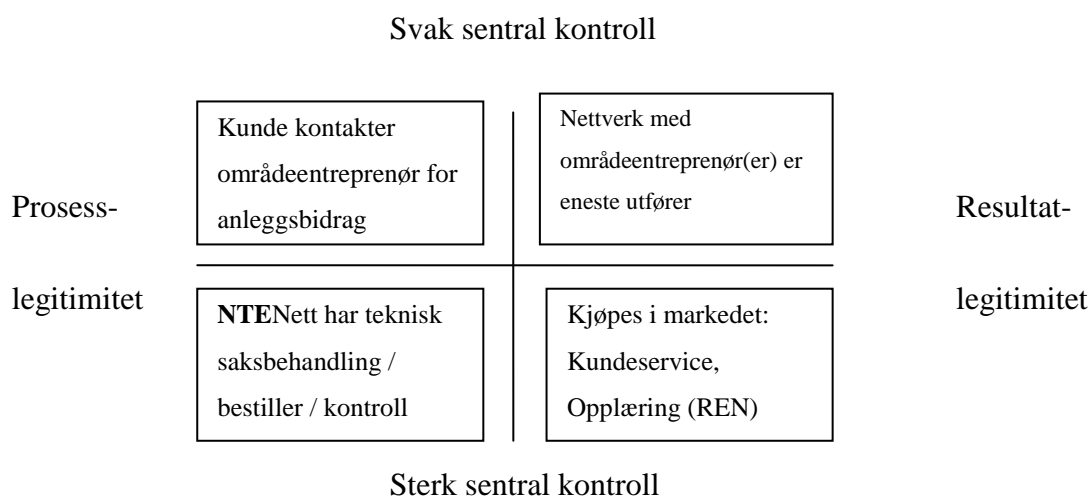 Svak sentral kontroll
Kunde kontakter
områdeentreprenør for
anleggsbidrag
Nettverk med
områdeentreprenør(er) er
eneste utfører
Prosess-
legitimitet
Resultat-
legitimitet
NTENett har teknisk
saksbehandling /
bestiller / kontroll
Kjøpes i markedet:
Kundeservice,
Opplæring (REN)
Sterk sentral kontroll